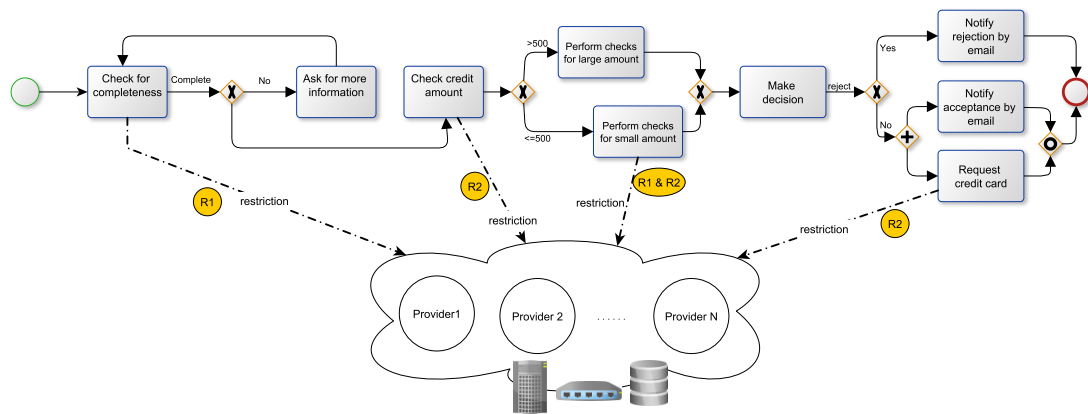 Check for
completeness
Complete
No
Ask for more
information
Check credit
amount
>500
<=500
Perform checks
for large amount
Perform checks
for small amount
Make
decision
reject
Yes
No
Notify
rejection by
email
Notify
acceptance by
email
Request
credit card
R1
restriction
R2
restriction
R1 & R2
restriction
R2
restriction
Provider1
Provider 2
......
Provider N